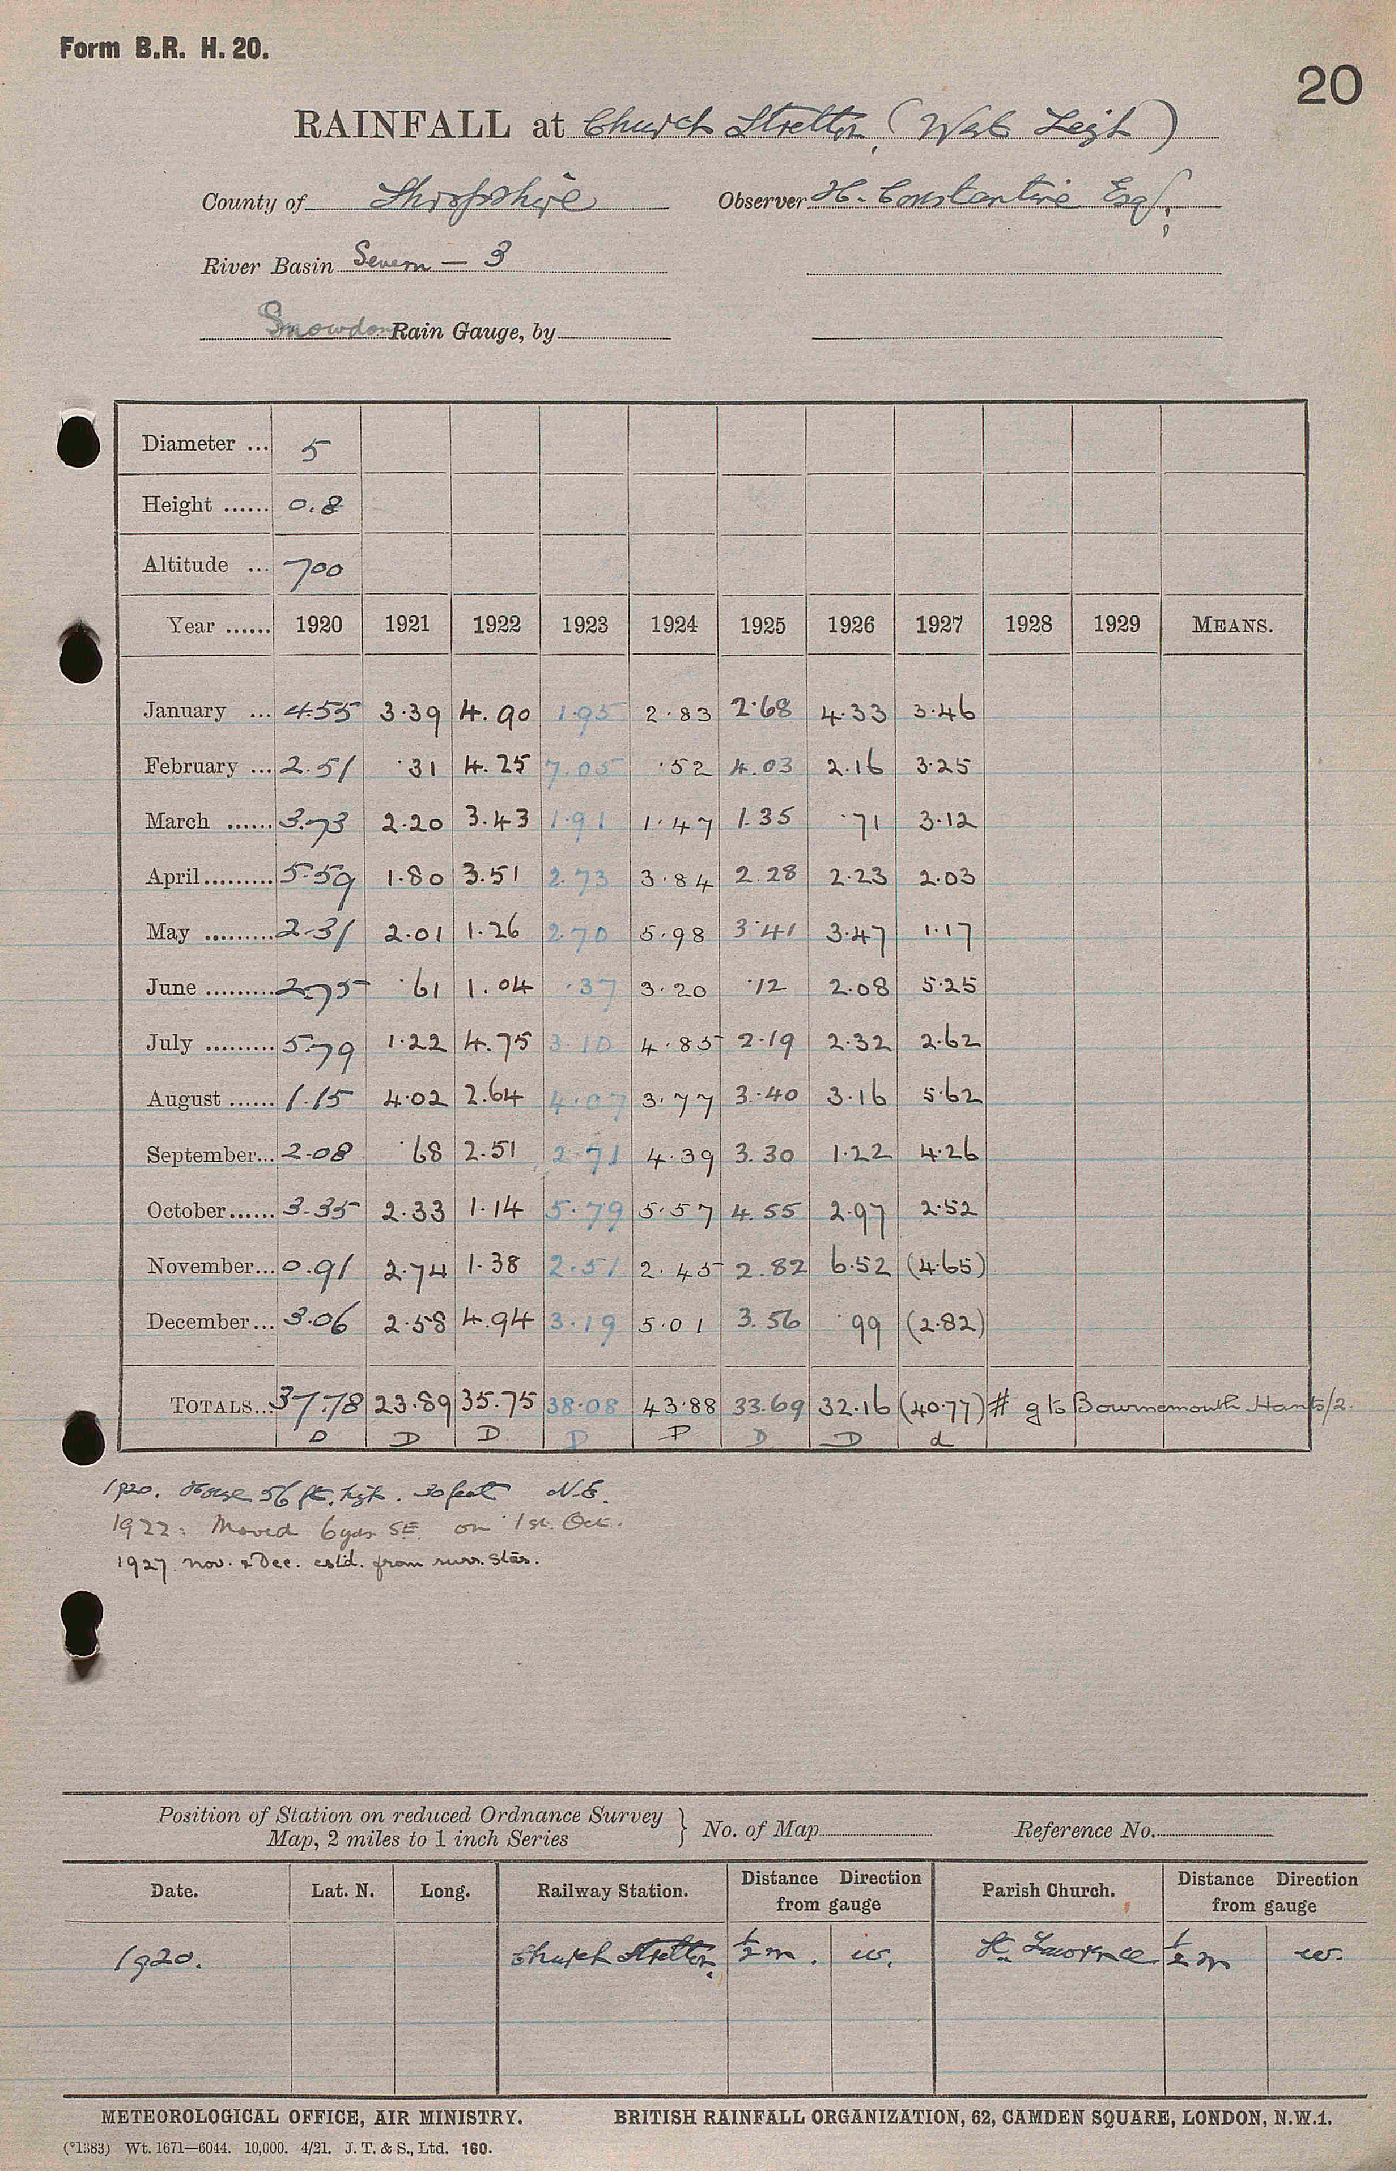 Form B.R. H. 20.
20
RAINFALL at Church Stretton, (West Leigh)
County of Shropshire Observer H. Constantine Esq.
River Basin Severn — 3
Snowdon Rain Gauge, by
Diameter ... 5
Height ...... 0.8
Altitude ... 700
Year ...... 1920 1921 1922 1923 1924 1925 1926 1927 1928 1929 MEANS.
January ... 4.55 3.39 4.90 1.95 2.83 2.68 4.33 3.46
February ... 2.51 .31 4.25 7.05 .52 4.03 2.16 3.25
March ...... 3.73 2.20 3.43 1.91 1.47 1.35 .71 3.12
April ......... 5.59 1.80 3.51 2.73 3.84 2.28 2.23 2.03
May ......... 2.31 2.01 1.26 2.70 5.98 3.41 3.47 1.17
June ......... 2.75 .61 1.04 .37 3.20 .12 2.08 5.25
July ......... 5.79 1.22 4.75 3.10 4.85 2.19 2.32 2.62
August ...... 1.15 4.02 2.64 4.07 3.77 3.40 3.16 5.62
September... 2.08 .68 2.51 2.71 4.39 3.30 1.22 4.26
October...... 3.35 2.33 1.14 5.79 5.57 4.55 2.97 2.52
November... 0.91 2.74 1.38 2.51 2.45 2.82 6.52 (4.65)
December... 3.06 2.58 4.94 3.19 5.01 3.56 .99 (2.82)
TOTALS... 37.78 23.89 35.75 38.08 43.88 33.69 32.16 (40.77) # g to Bournemouth Hants/2.
D D D D P D D d
1920. House 56 ft. high. 30 feet N.E.
1922: Moved 6 yds SE. on 1st. Oct.
1927 nov. & Dec. estd. from surr. stns.
Position of Station on reduced Ordnance Survey
Map, 2 miles to 1 inch Series } No. of Map Reference No.
Date. Lat. N. Long. Railway Station. Distance Direction from gauge Parish Church. Distance Direction from gauge
1920. Church Stretton. ½ m. w. St. Lawrence ½ m w.
METEOROLOGICAL OFFICE, AIR MINISTRY. BRITISH RAINFALL ORGANIZATION, 62, CAMDEN SQUARE, LONDON, N.W.1.
(*1383) Wt. 1671—6044. 10,000. 4/21. J. T. & S., Ltd. 160.